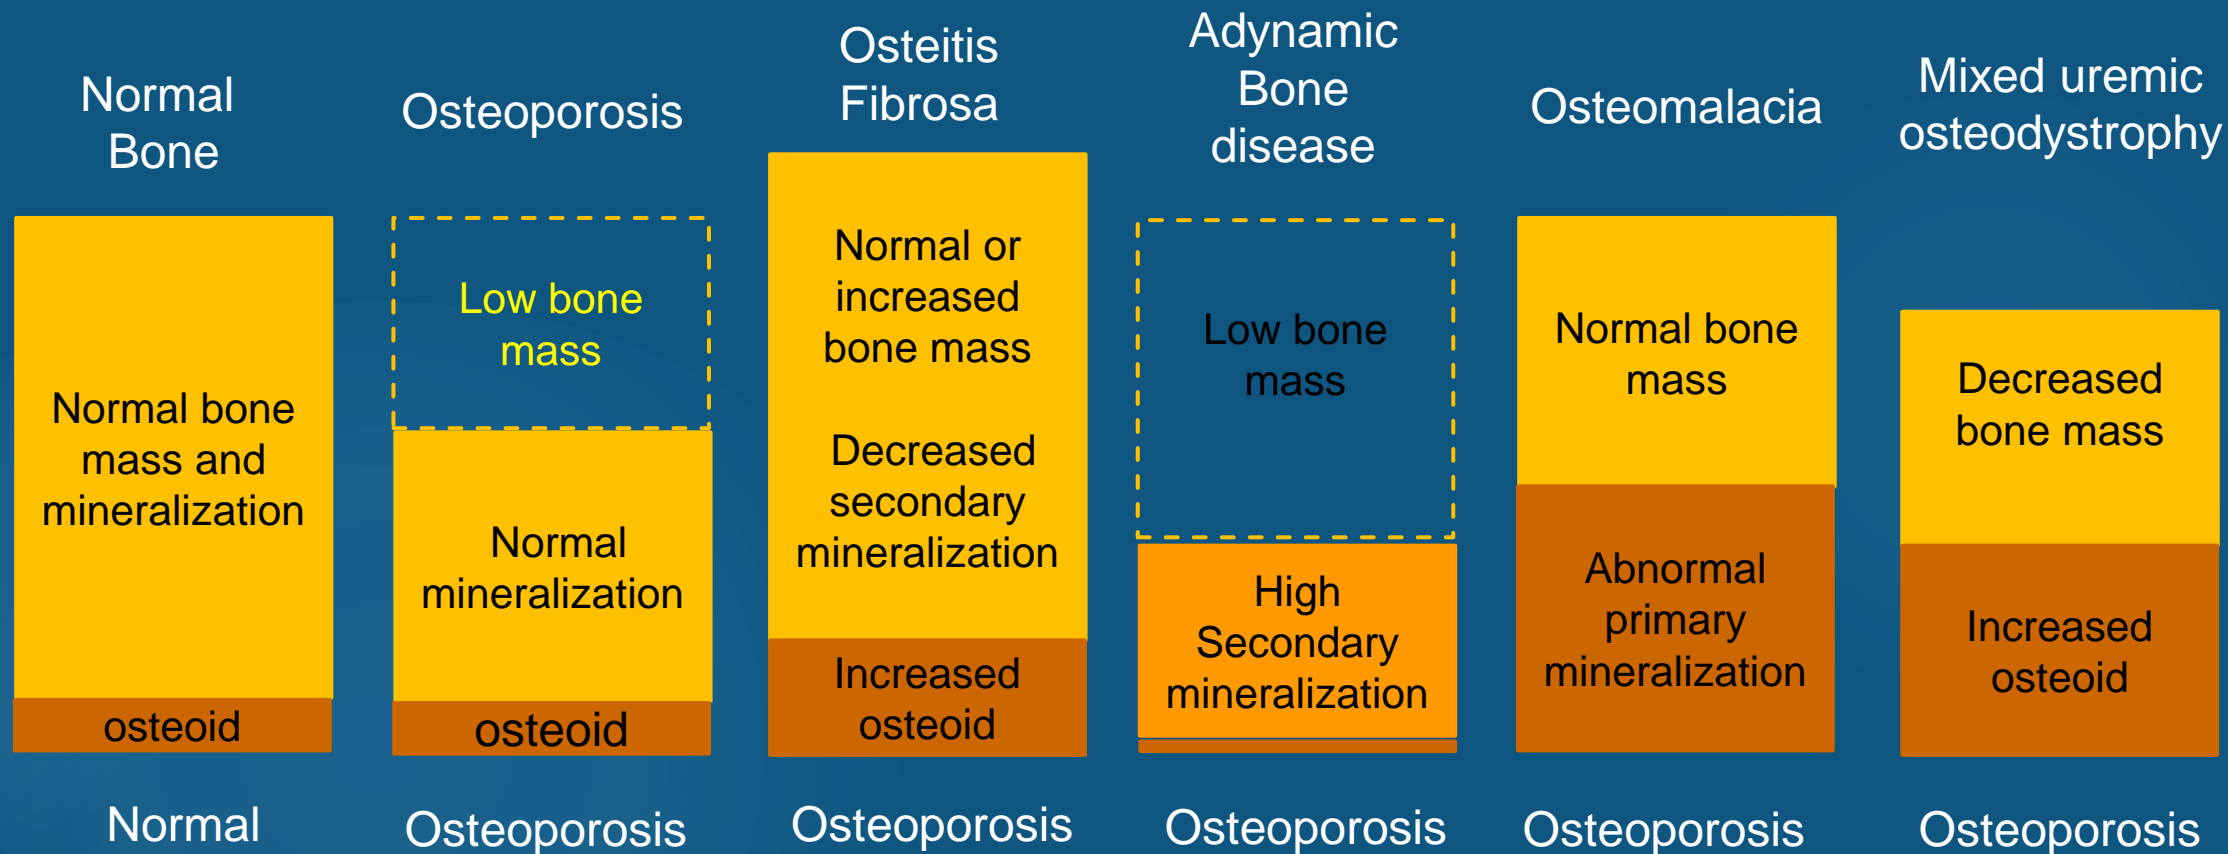 Normal
Bone
Osteoporosis
Osteitis
Fibrosa
Adynamic
Bone
disease
Osteomalacia
Mixed uremic
osteodystrophy
Normal bone
mass and
mineralization
osteoid
Low bone
mass
Normal
mineralization
osteoid
Normal or
increased
bone mass
Decreased
secondary
mineralization
Increased
osteoid
Low bone
mass
High
Secondary
mineralization
Normal bone
mass
Abnormal
primary
mineralization
Decreased
bone mass
Increased
osteoid
Normal
Osteoporosis
Osteoporosis
Osteoporosis
Osteoporosis
Osteoporosis